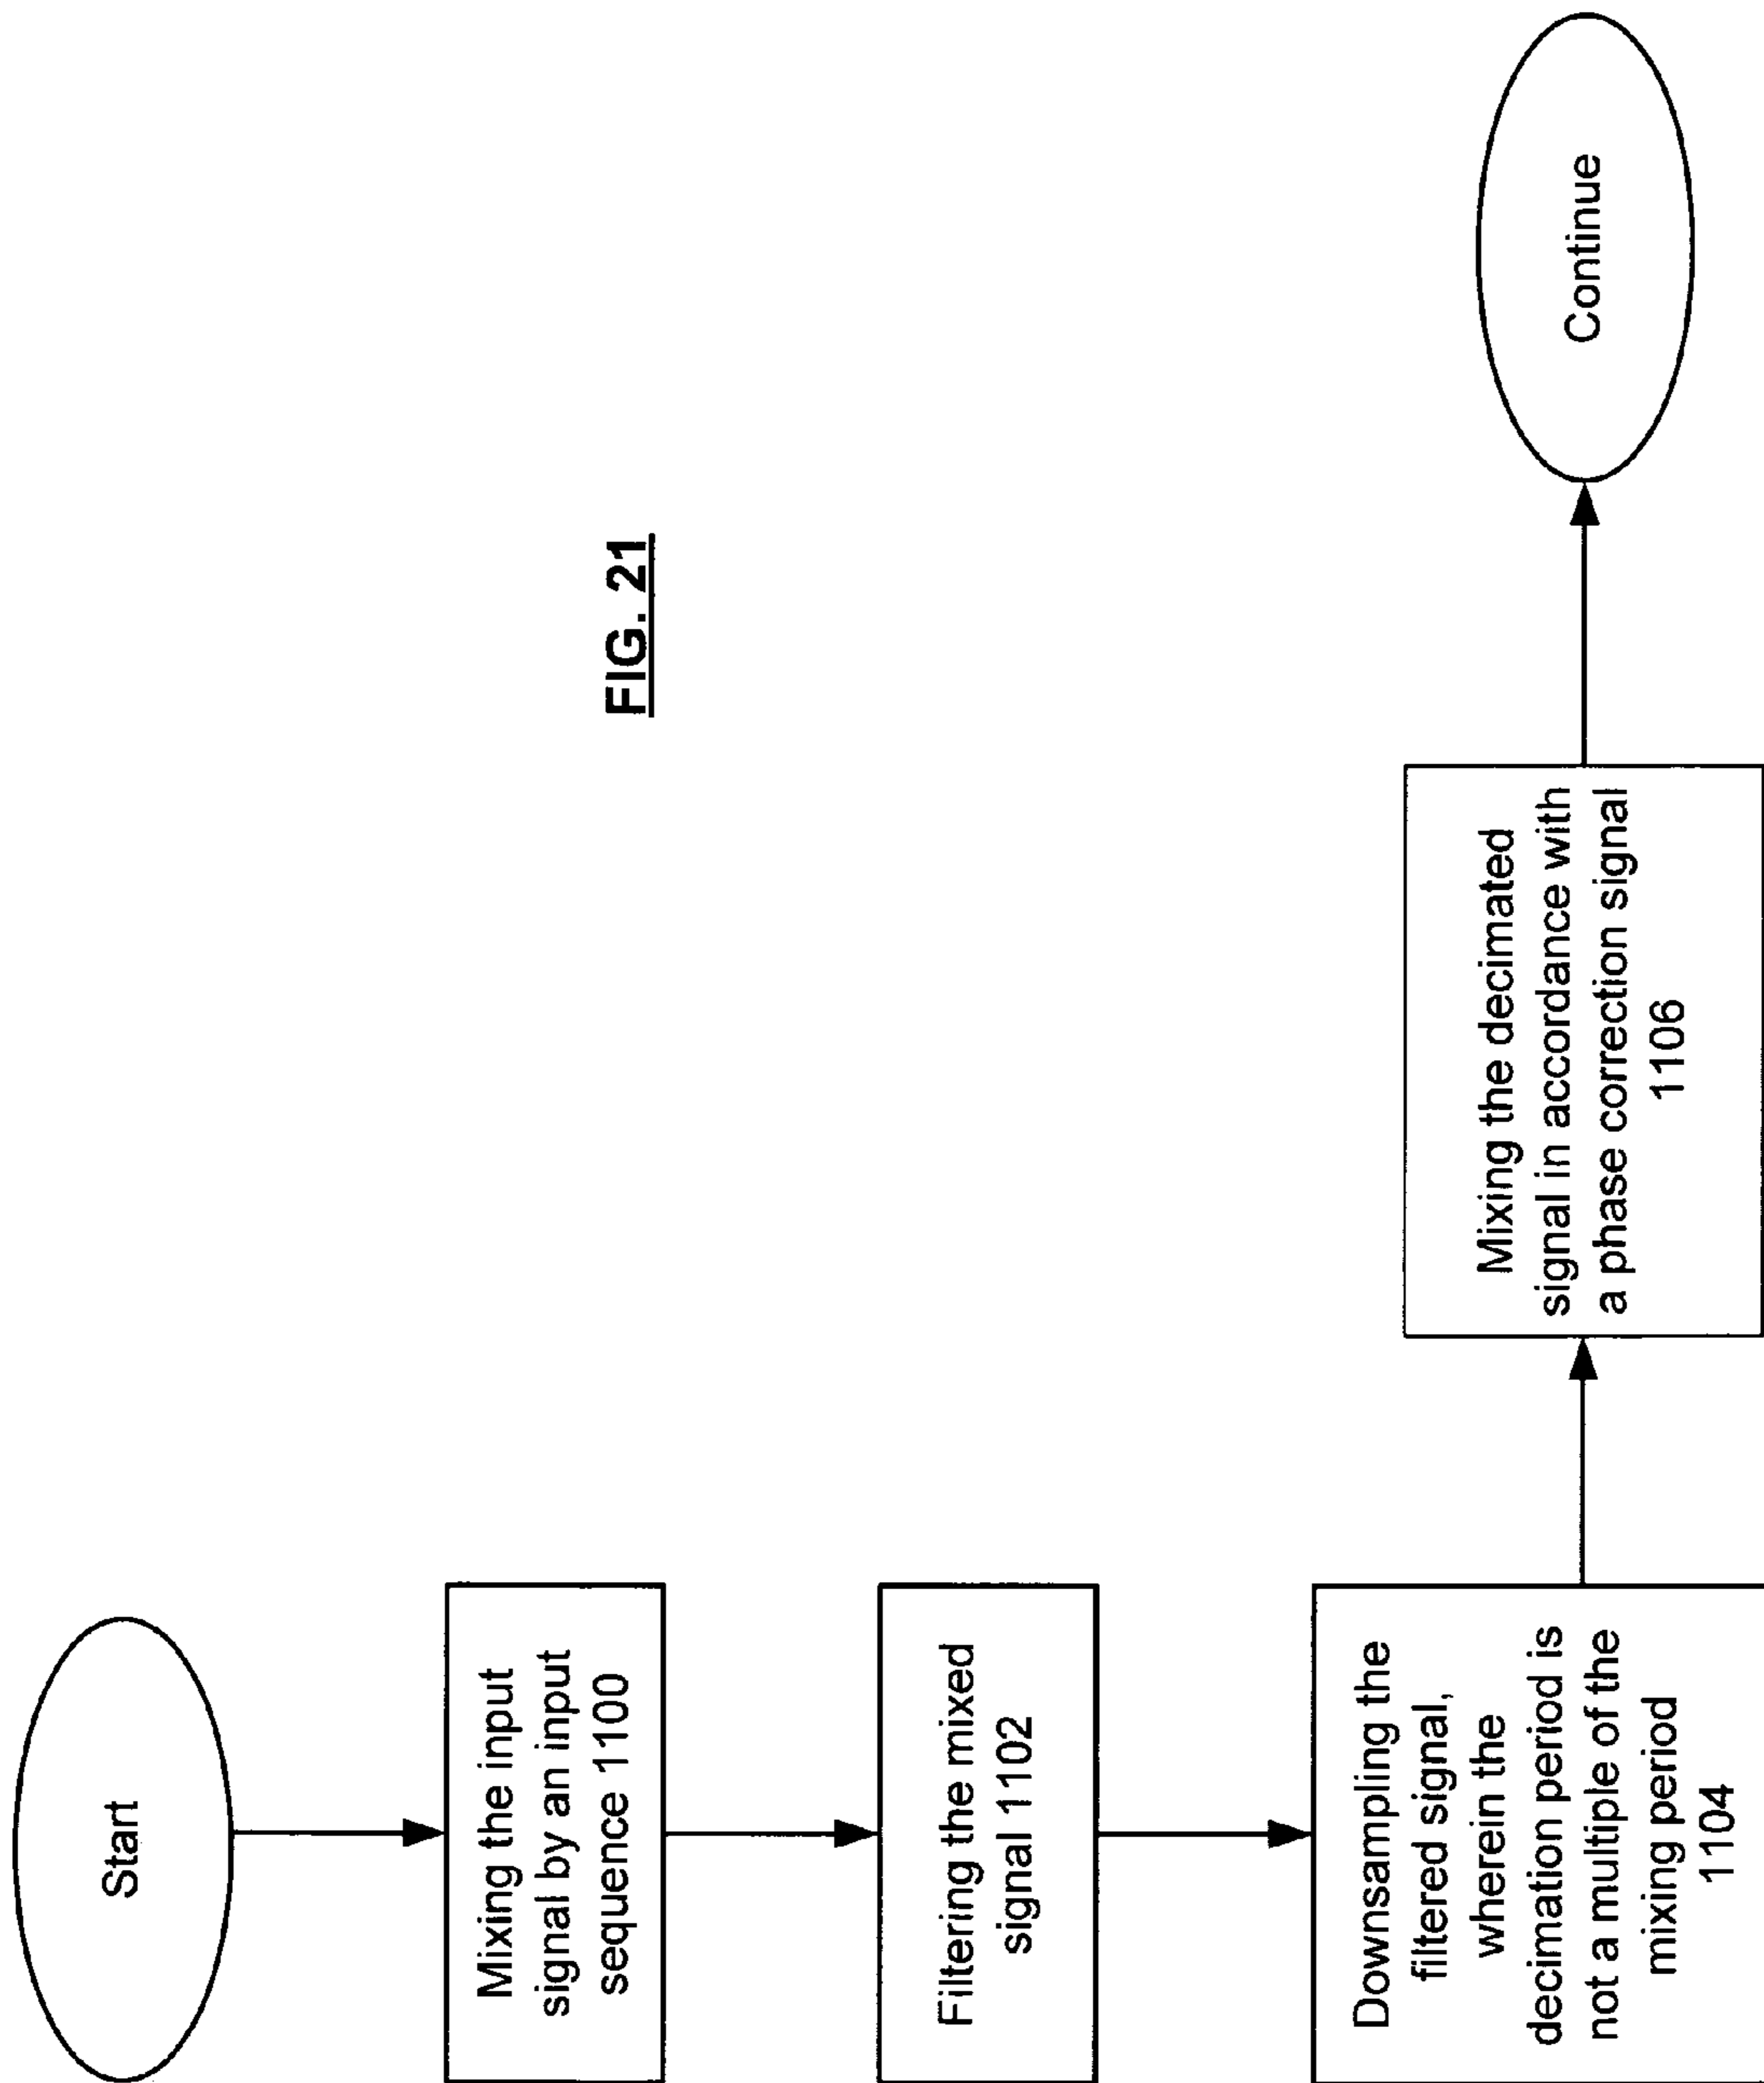 Start
Mixing the input
signal by an input
sequence 1100
Filtering the mixed
signal 1102
Downsampling the
filtered signal,
wherein the
decimation period is
not a multiple of the
mixing period
1104
Mixing the decimated
signal in accordance with
a phase correction signal
1106
Continue
FIG. 21